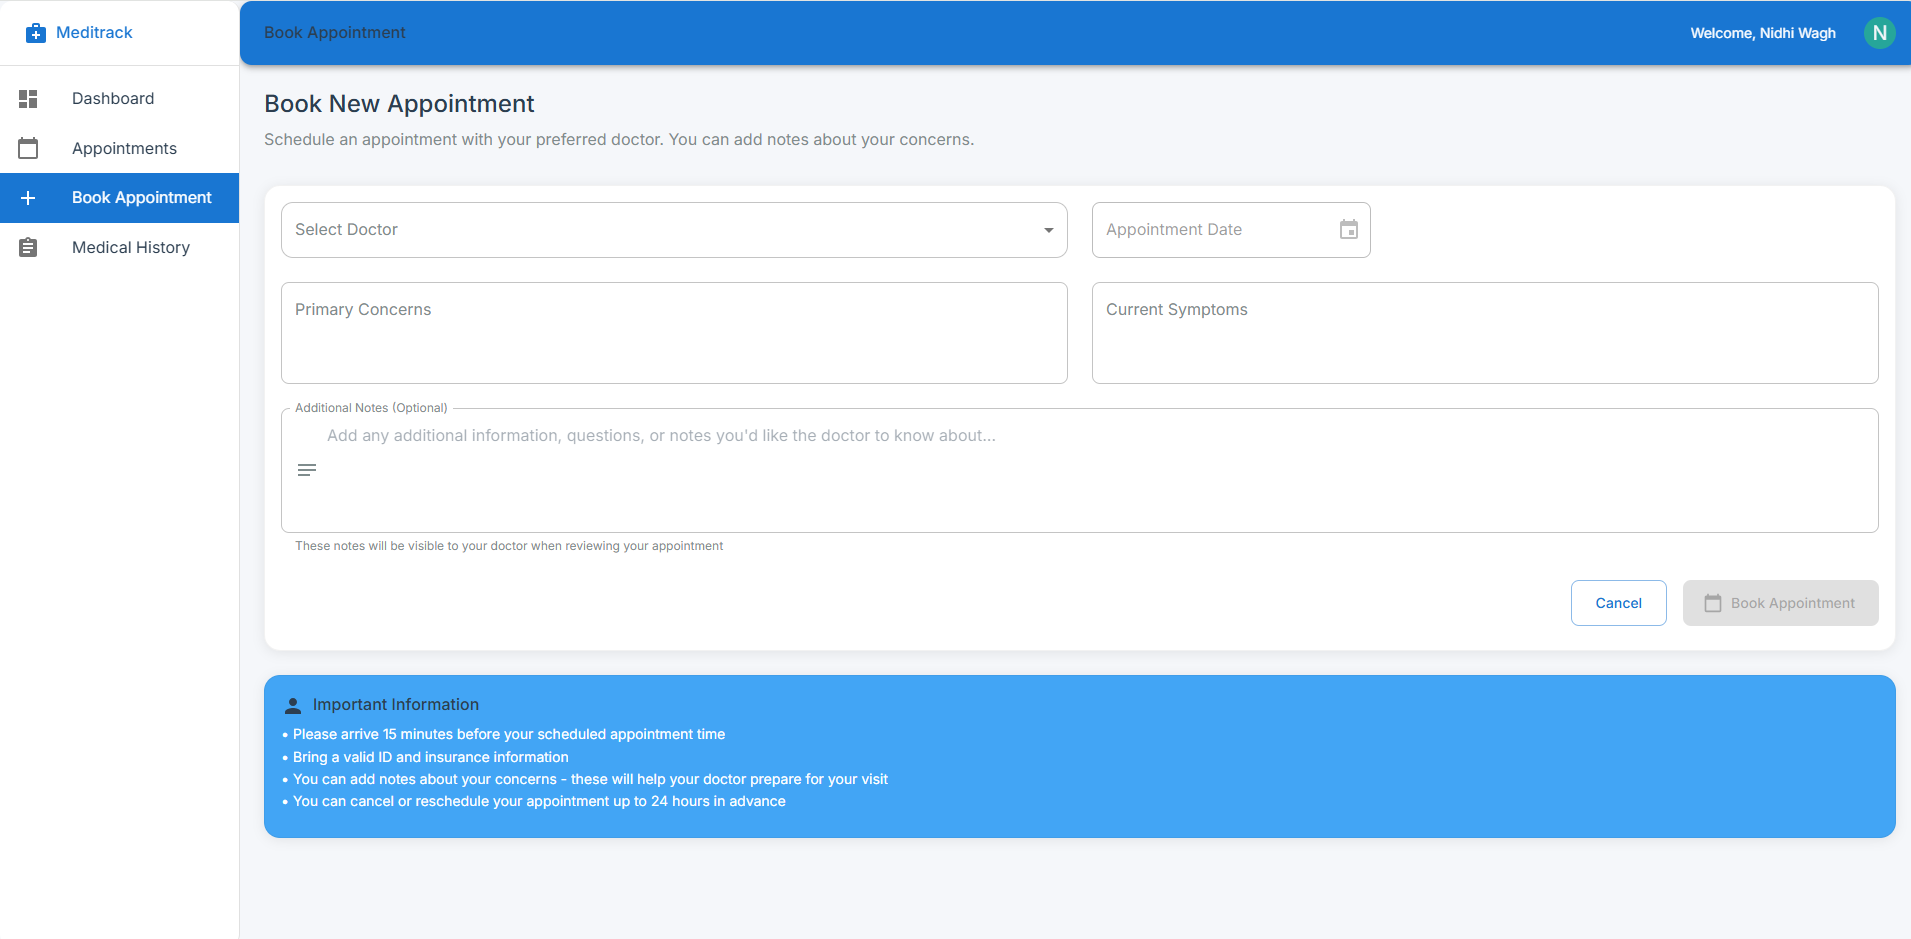 Meditrack
Book Appointment
Welcome, Nidhi Wagh
N
Dashboard
Appointments
Book Appointment
Medical History
Book New Appointment
Schedule an appointment with your preferred doctor. You can add notes about your concerns.
Select Doctor
Appointment Date
Primary Concerns
Current Symptoms
Additional Notes (Optional)
Add any additional information, questions, or notes you'd like the doctor to know about...
These notes will be visible to your doctor when reviewing your appointment
Cancel
Book Appointment
Important Information
• Please arrive 15 minutes before your scheduled appointment time
• Bring a valid ID and insurance information
• You can add notes about your concerns - these will help your doctor prepare for your visit
• You can cancel or reschedule your appointment up to 24 hours in advance